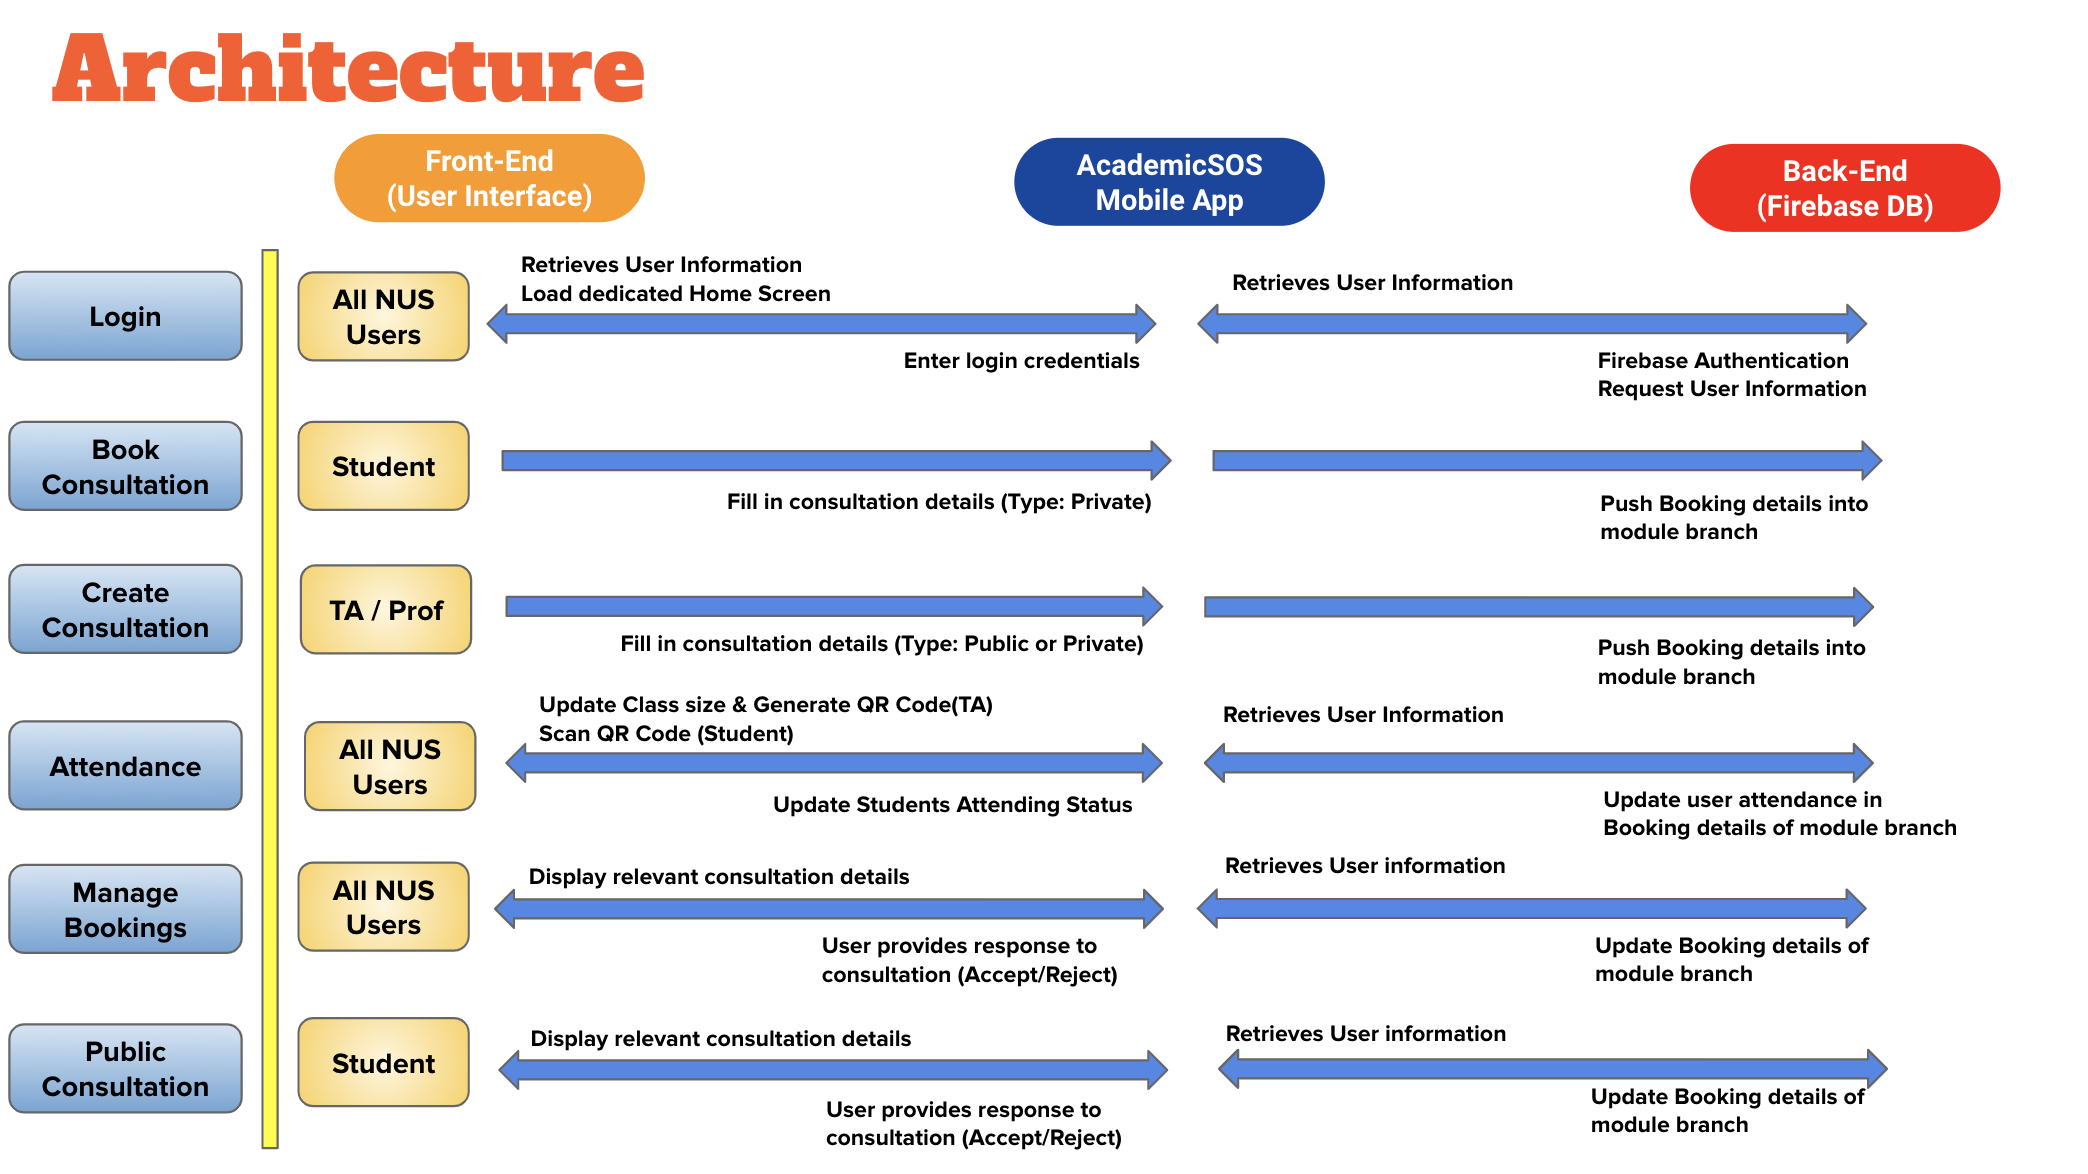 Architecture
Front-End
(User Interface)
AcademicSOS
Mobile App
Back-End
(Firebase DB)
Login
All NUS
Users
Retrieves User Information
Load dedicated Home Screen
Enter login credentials
Retrieves User Information
Firebase Authentication
Request User Information
Book
Consultation
Student
Fill in consultation details (Type: Private)
Push Booking details into
module branch
Create
Consultation
TA / Prof
Fill in consultation details (Type: Public or Private)
Push Booking details into
module branch
Attendance
All NUS
Users
Update Class size & Generate QR Code(TA)
Scan QR Code (Student)
Update Students Attending Status
Retrieves User Information
Update user attendance in
Booking details of module branch
Manage
Bookings
All NUS
Users
Display relevant consultation details
User provides response to
consultation (Accept/Reject)
Retrieves User information
Update Booking details of
module branch
Public
Consultation
Student
Display relevant consultation details
User provides response to
consultation (Accept/Reject)
Retrieves User information
Update Booking details of
module branch